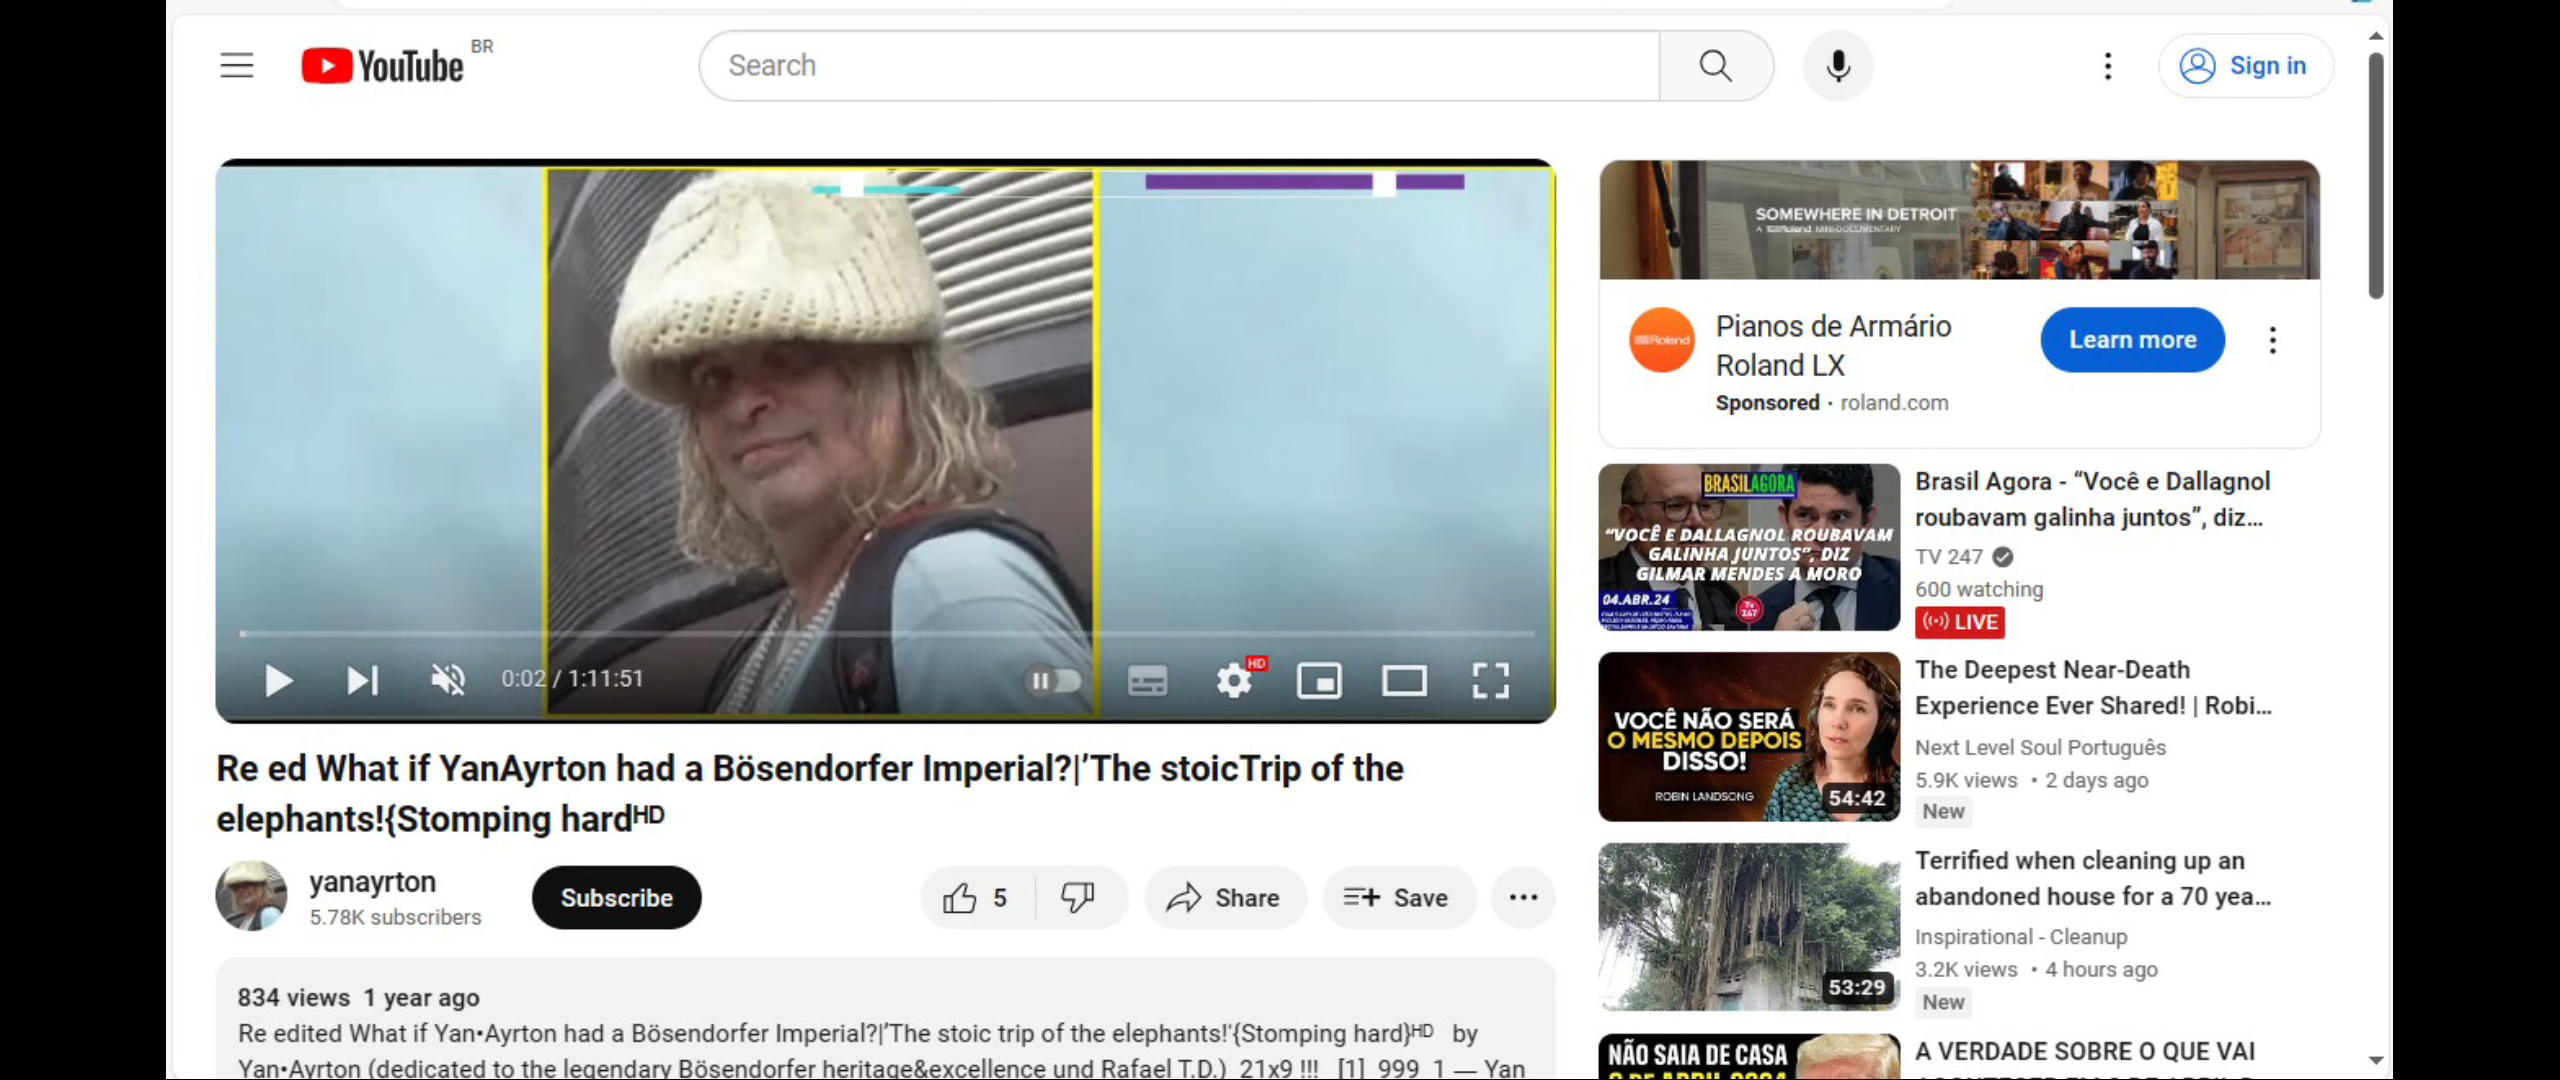 YouTube BR
Search
Sign in
SOMEWHERE IN DETROIT
A Roland MINI-DOCUMENTARY
Roland
Pianos de Armário
Roland LX
Sponsored · roland.com
Learn more
0:02 / 1:11:51
HD
Re ed What if YanAyrton had a Bösendorfer Imperial?|’The stoicTrip of the
elephants!{Stomping hardᴴᴰ
yanayrton
5.78K subscribers
Subscribe
5
Share
Save
834 views 1 year ago
Re edited What if Yan•Ayrton had a Bösendorfer Imperial?|’The stoic trip of the elephants!'{Stomping hard}ᴴᴰ by
Yan•Ayrton (dedicated to the legendary Bösendorfer heritage&excellence und Rafael T.D.) 21x9 !!! [1] 999 1 — Yan
BRASIL AGORA
“VOCÊ E DALLAGNOL ROUBAVAM
GALINHA JUNTOS”, DIZ
GILMAR MENDES A MORO
04.ABR.24
TV 247
Brasil Agora - “Você e Dallagnol
roubavam galinha juntos”, diz...
TV 247
600 watching
LIVE
VOCÊ NÃO SERÁ
O MESMO DEPOIS
DISSO!
ROBIN LANDSONG
54:42
The Deepest Near-Death
Experience Ever Shared! | Robi...
Next Level Soul Português
5.9K views • 2 days ago
New
53:29
Terrified when cleaning up an
abandoned house for a 70 yea...
Inspirational - Cleanup
3.2K views • 4 hours ago
New
NÃO SAIA DE CASA
A VERDADE SOBRE O QUE VAI